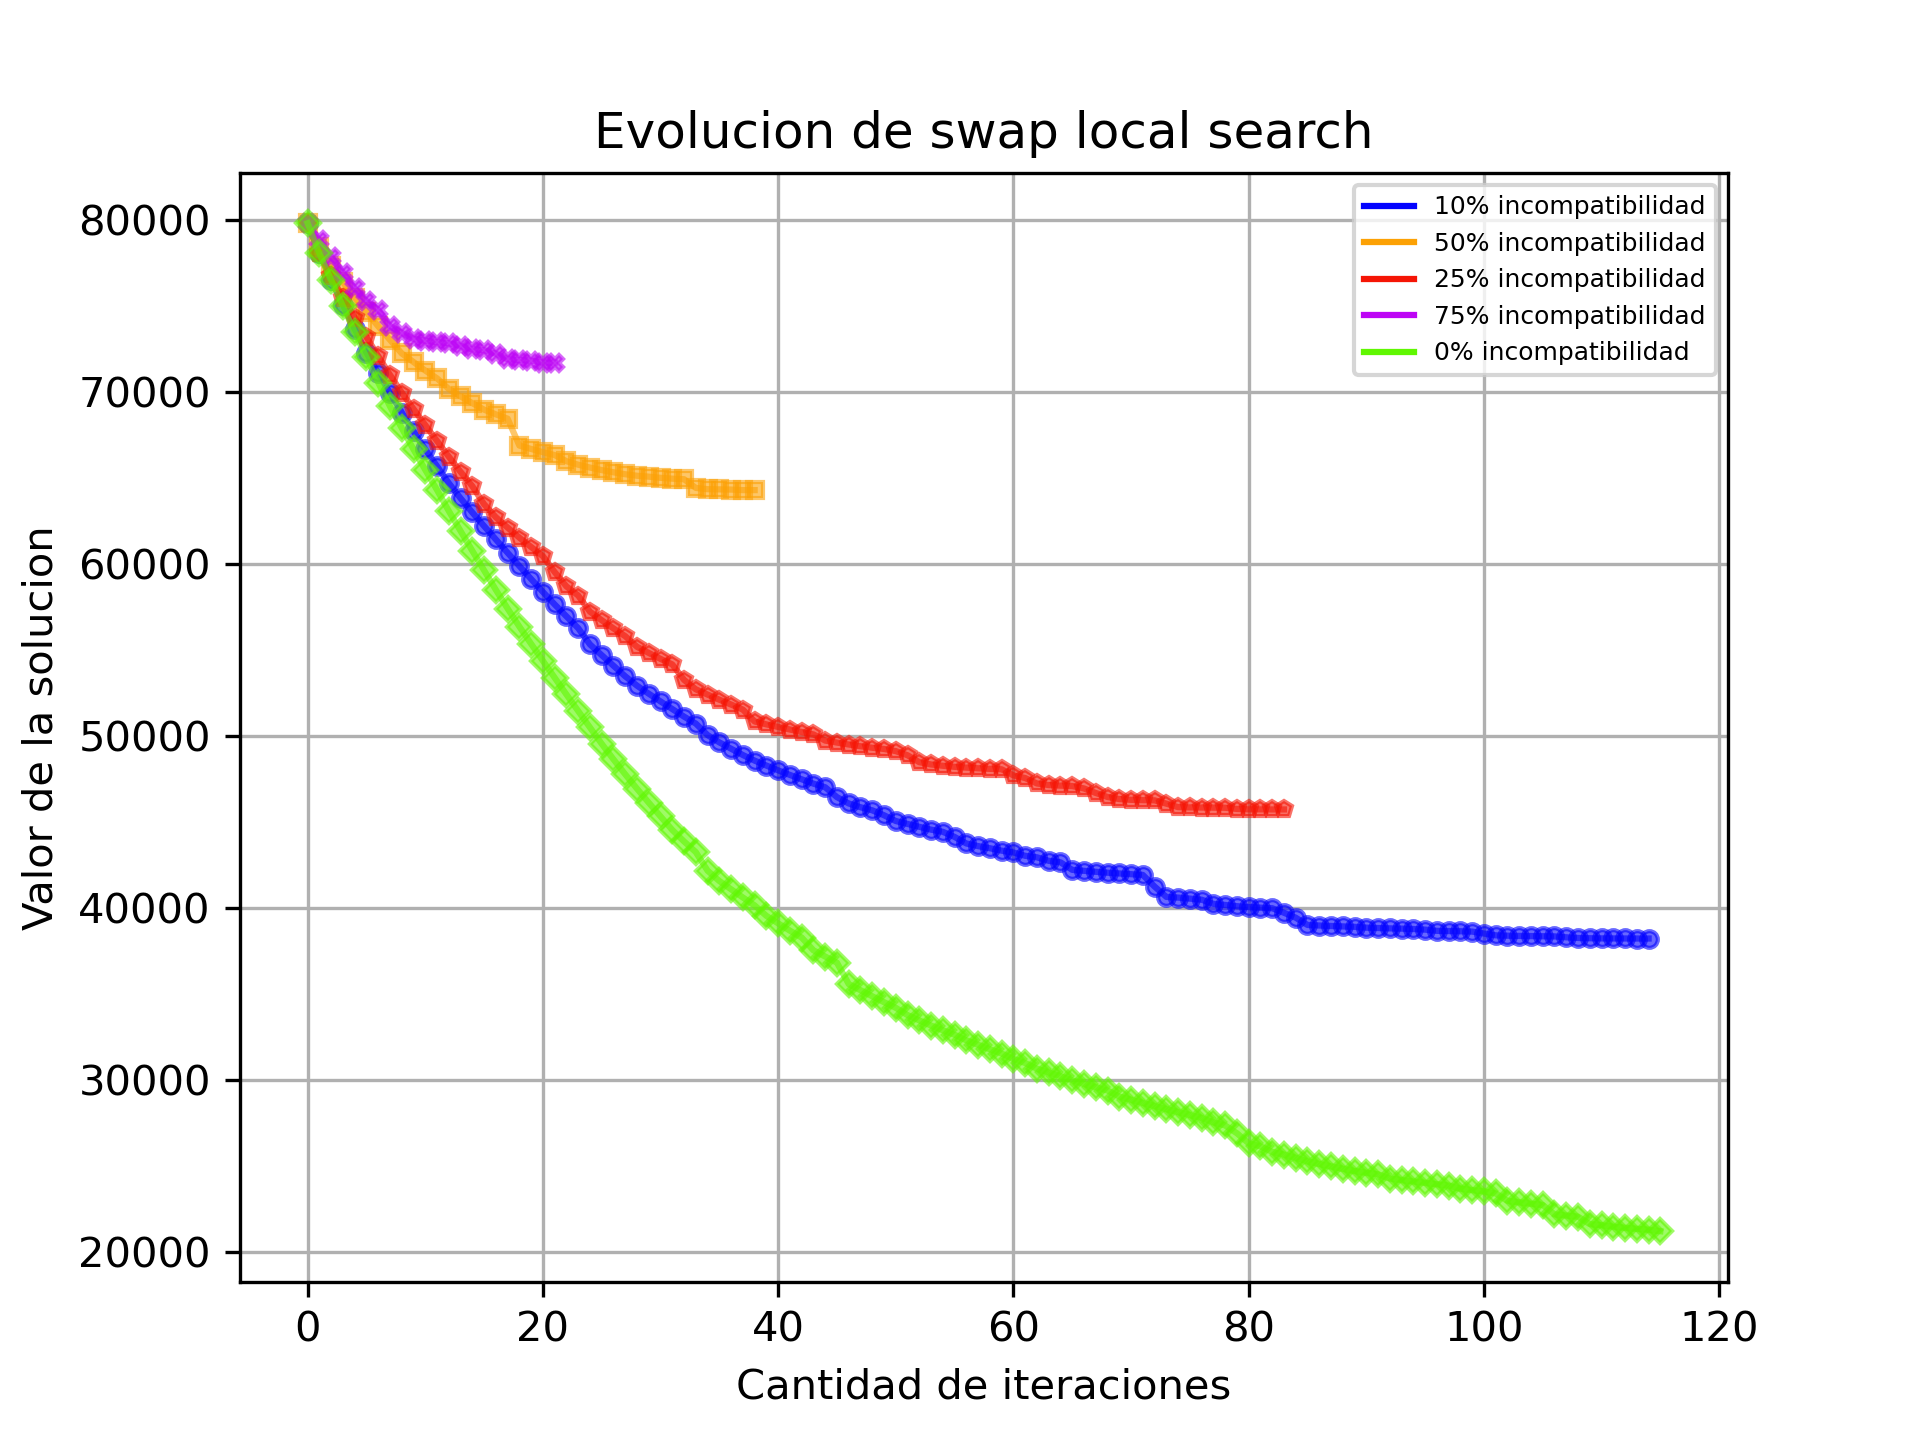 Evolucion de swap local search
10% incompatibilidad
50% incompatibilidad
25% incompatibilidad
75% incompatibilidad
0% incompatibilidad
Valor de la solucion
80000
70000
60000
50000
40000
30000
20000
0 20 40 60 80 100 120
Cantidad de iteraciones